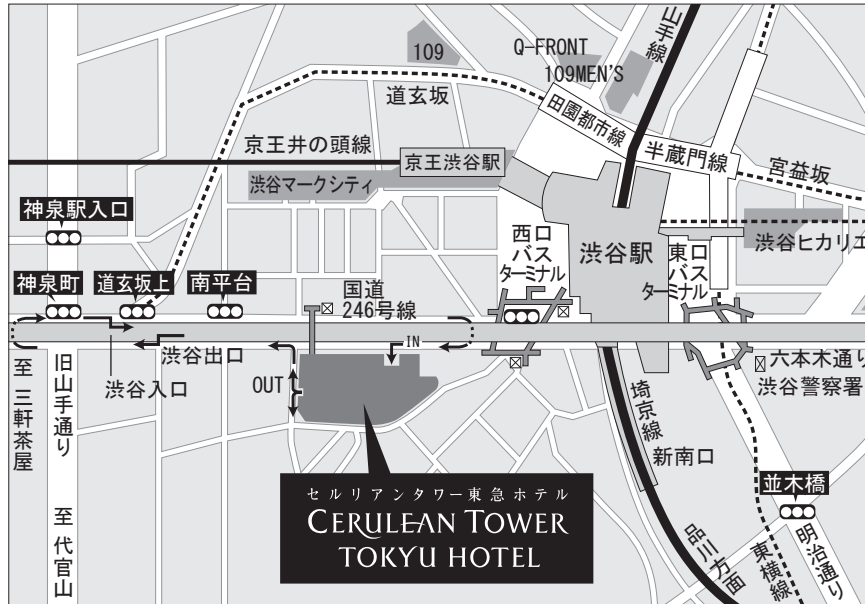 109
Q-FRONT
109MEN'S
山手線
道玄坂
田園都市線
半蔵門線
宮益坂
京王井の頭線
京王渋谷駅
渋谷マークシティ
神泉駅入口
西口
バス
ターミナル
渋谷駅
東口
バス
ターミナル
渋谷ヒカリエ
神泉町
道玄坂上
南平台
国道
246号線
IN
渋谷出口
渋谷入口
OUT
六本木通り
渋谷警察署
至 三軒茶屋
旧山手通り
至 代官山
埼京線
新南口
並木橋
品川方面
東横線
明治通り
セルリアンタワー東急ホテル
CERULEAN TOWER
TOKYU HOTEL